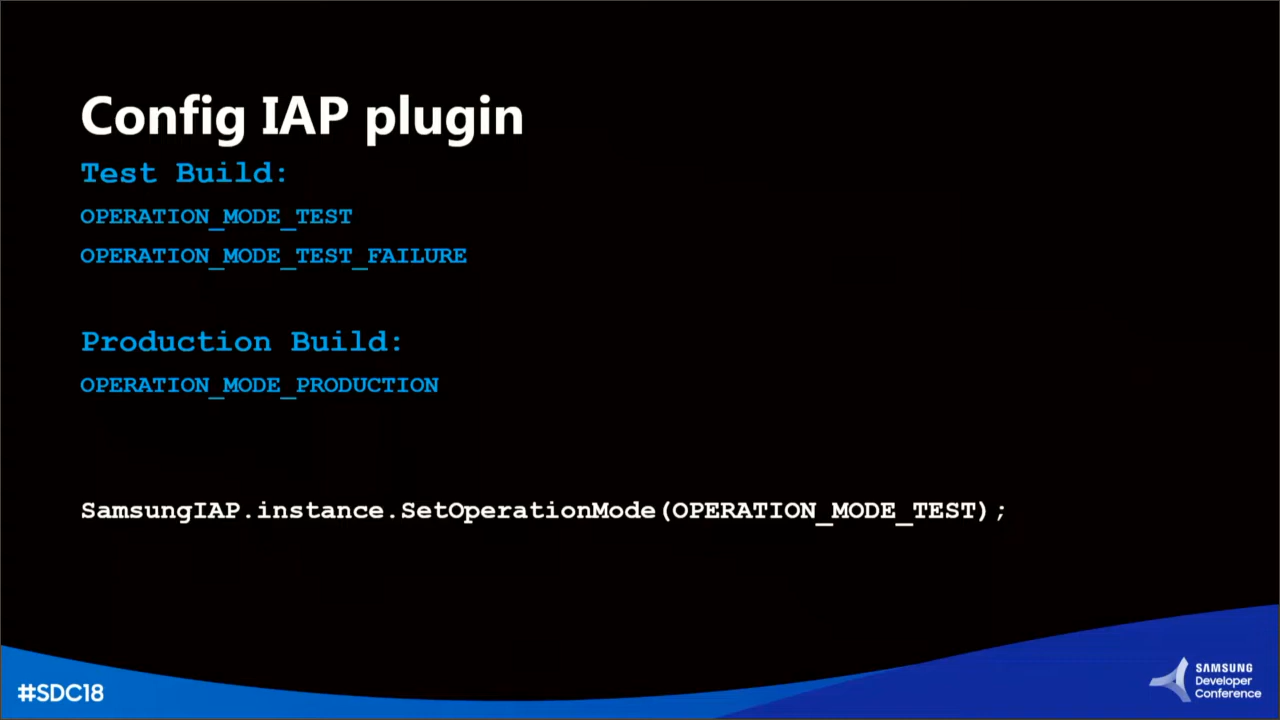 Config IAP plugin
Test Build:
OPERATION_MODE_TEST
OPERATION_MODE_TEST_FAILURE
Production Build:
OPERATION_MODE_PRODUCTION
SamsungIAP.instance.SetOperationMode(OPERATION_MODE_TEST);
#SDC18
SAMSUNG
Developer
Conference